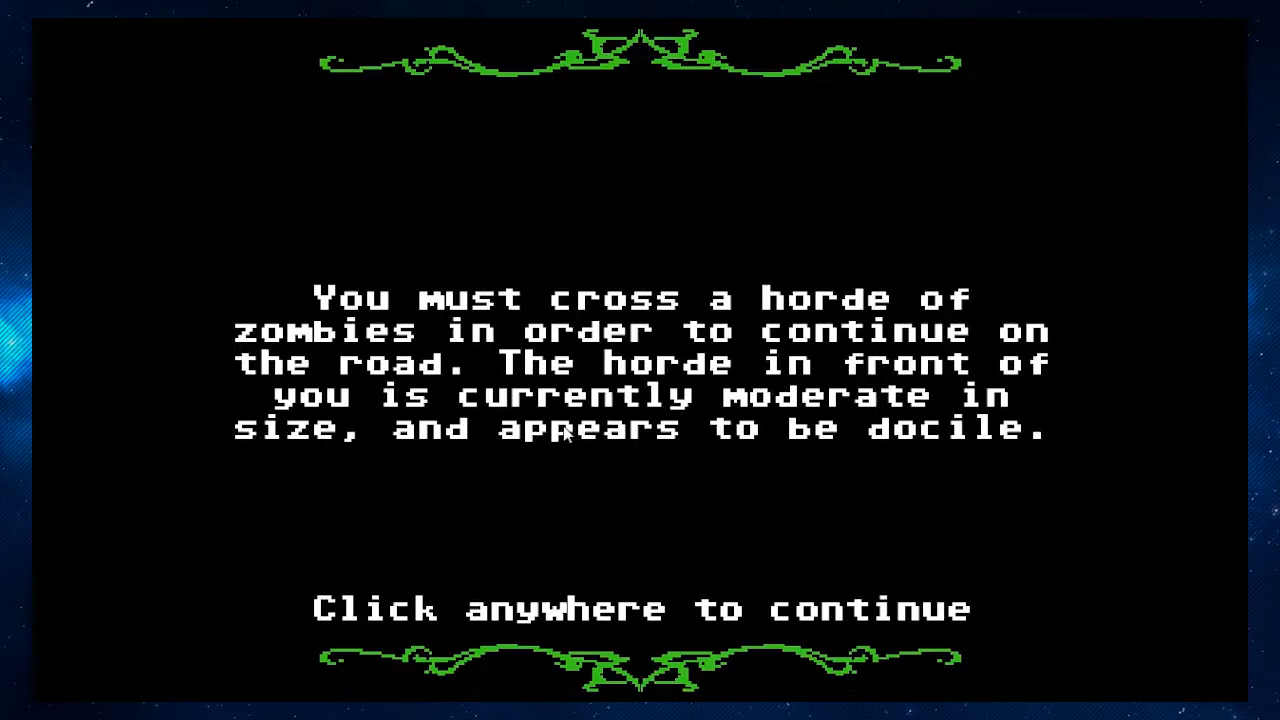 You must cross a horde of
zombies in order to continue on
the road. The horde in front of
you is currently moderate in
size, and appears to be docile.
Click anywhere to continue